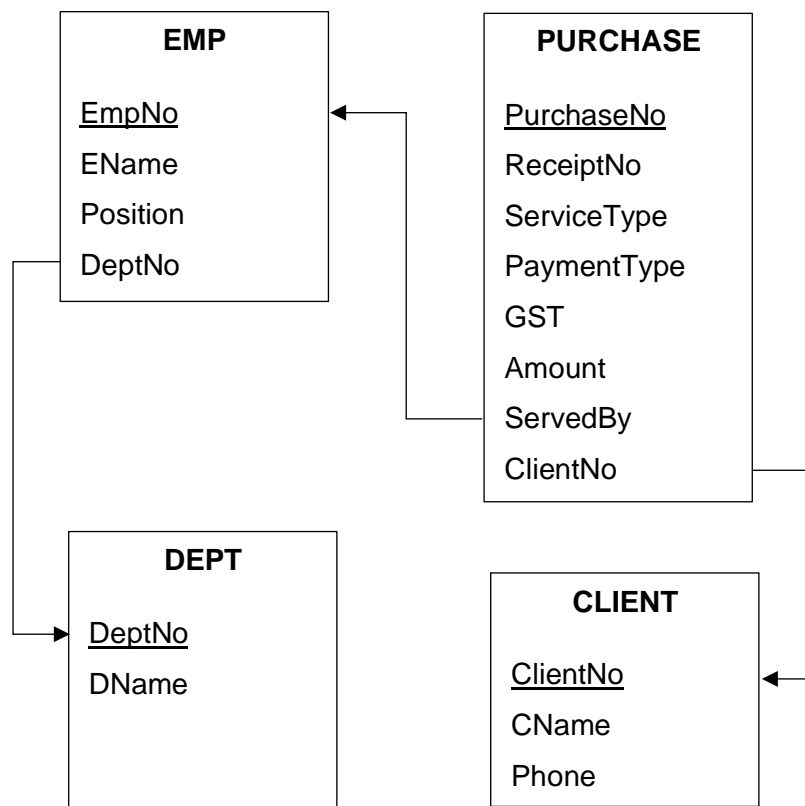 EMP
EmpNo
EName
Position
DeptNo
PURCHASE
PurchaseNo
ReceiptNo
ServiceType
PaymentType
GST
Amount
ServedBy
ClientNo
DEPT
DeptNo
DName
CLIENT
ClientNo
CName
Phone